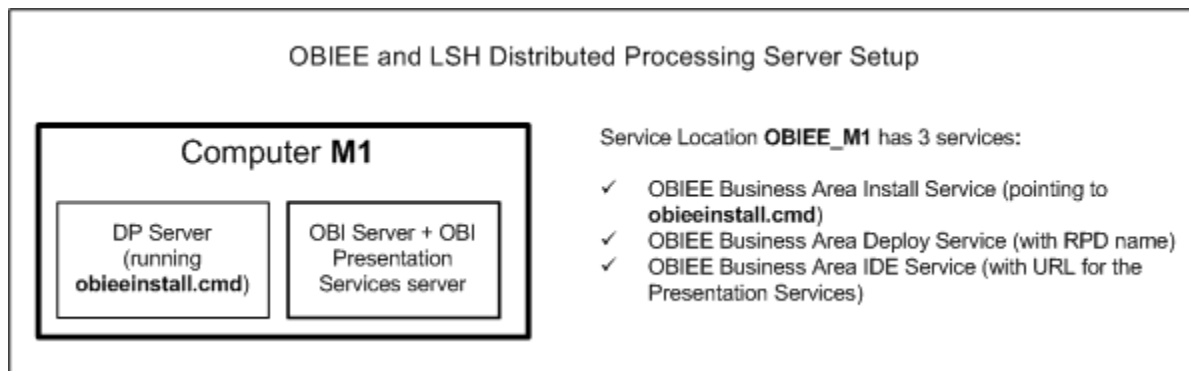 OBIEE and LSH Distributed Processing Server Setup
Computer M1
DP Server
(running
obieeinstall.cmd)
OBI Server + OBI
Presentation
Services server
Service Location OBIEE_M1 has 3 services:
✓ OBIEE Business Area Install Service (pointing to
obieeinstall.cmd)
✓ OBIEE Business Area Deploy Service (with RPD name)
✓ OBIEE Business Area IDE Service (with URL for the
Presentation Services)